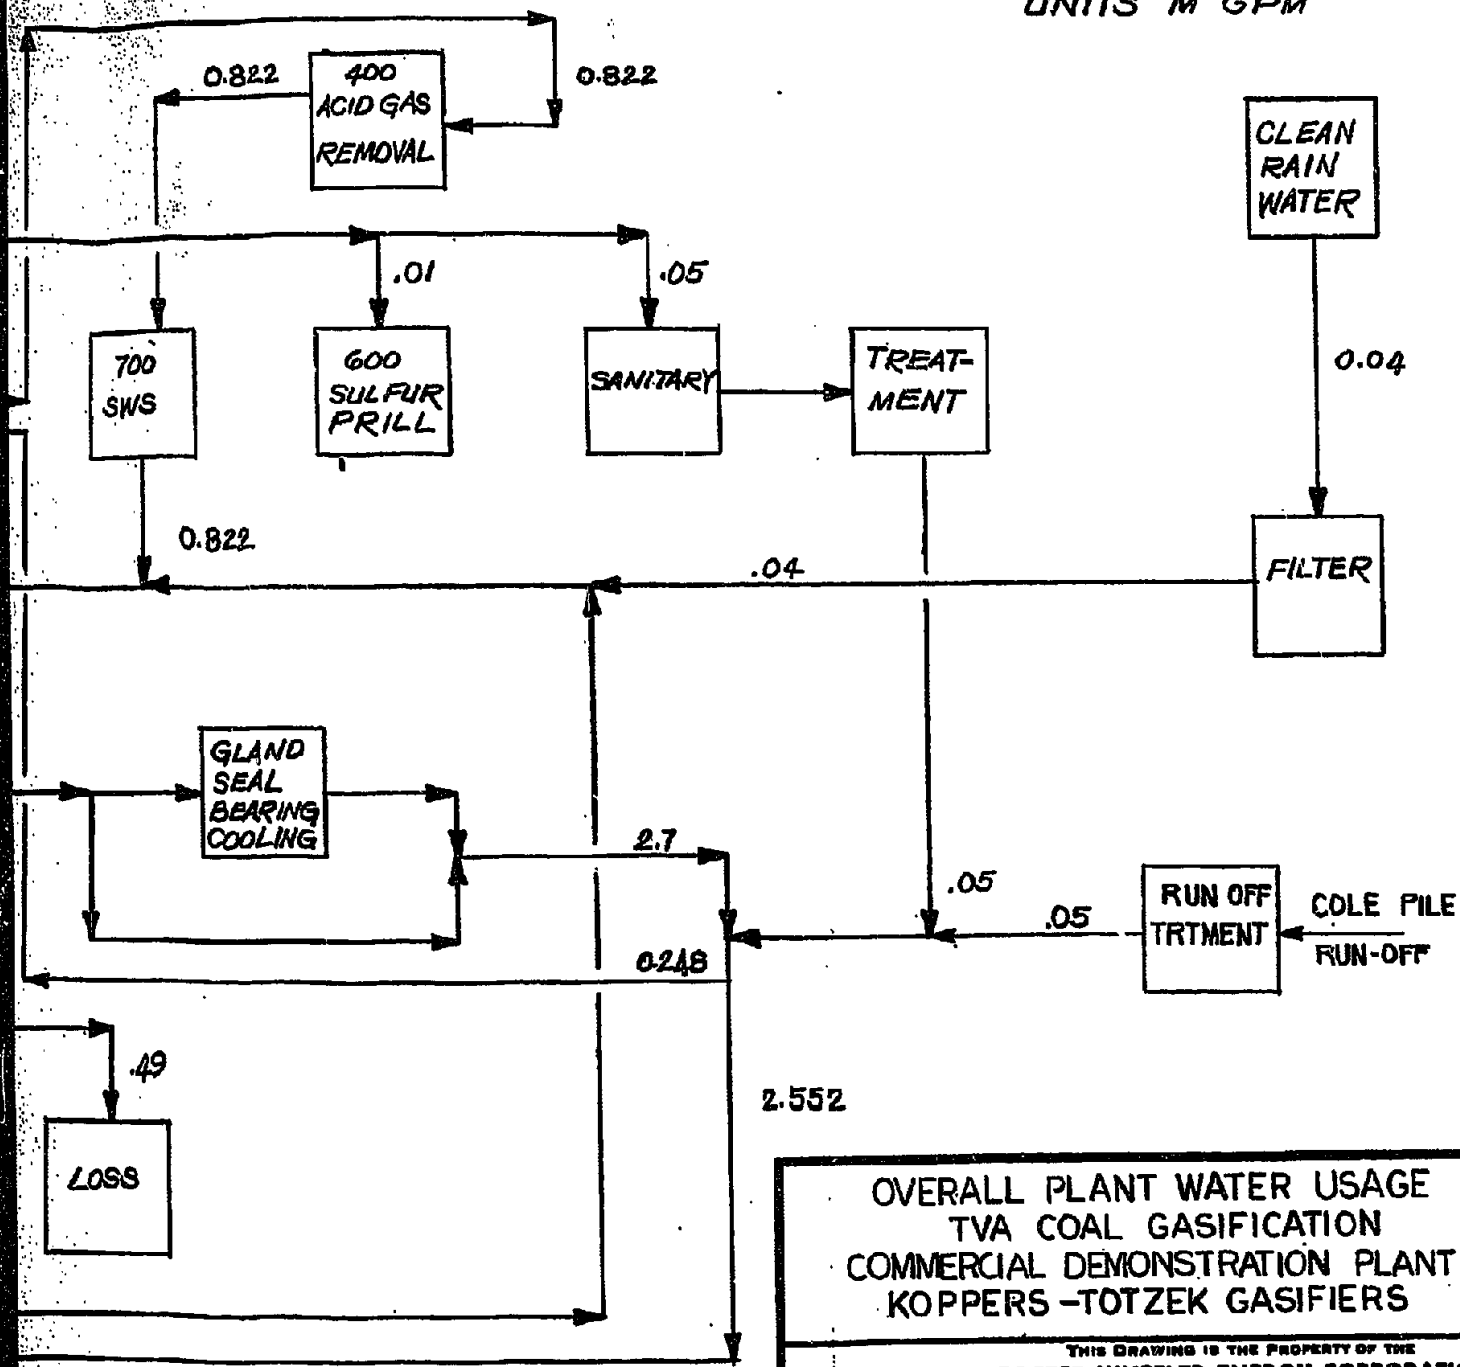 UNITS M GPM
0.822
400
ACID GAS
REMOVAL
0.822
CLEAN
RAIN
WATER
.01
.05
0.04
700
SWS
600
SULFUR
PRILL
SANITARY
TREAT-
MENT
0.822
.04
FILTER
GLAND
SEAL
BEARING
COOLING
2.7
.05
.05
RUN OFF
TRTMENT
COLE PILE
RUN-OFF
0.248
.49
2.552
LOSS
OVERALL PLANT WATER USAGE
TVA COAL GASIFICATION
COMMERCIAL DEMONSTRATION PLANT
KOPPERS-TOTZEK GASIFIERS
THIS DRAWING IS THE PROPERTY OF THE